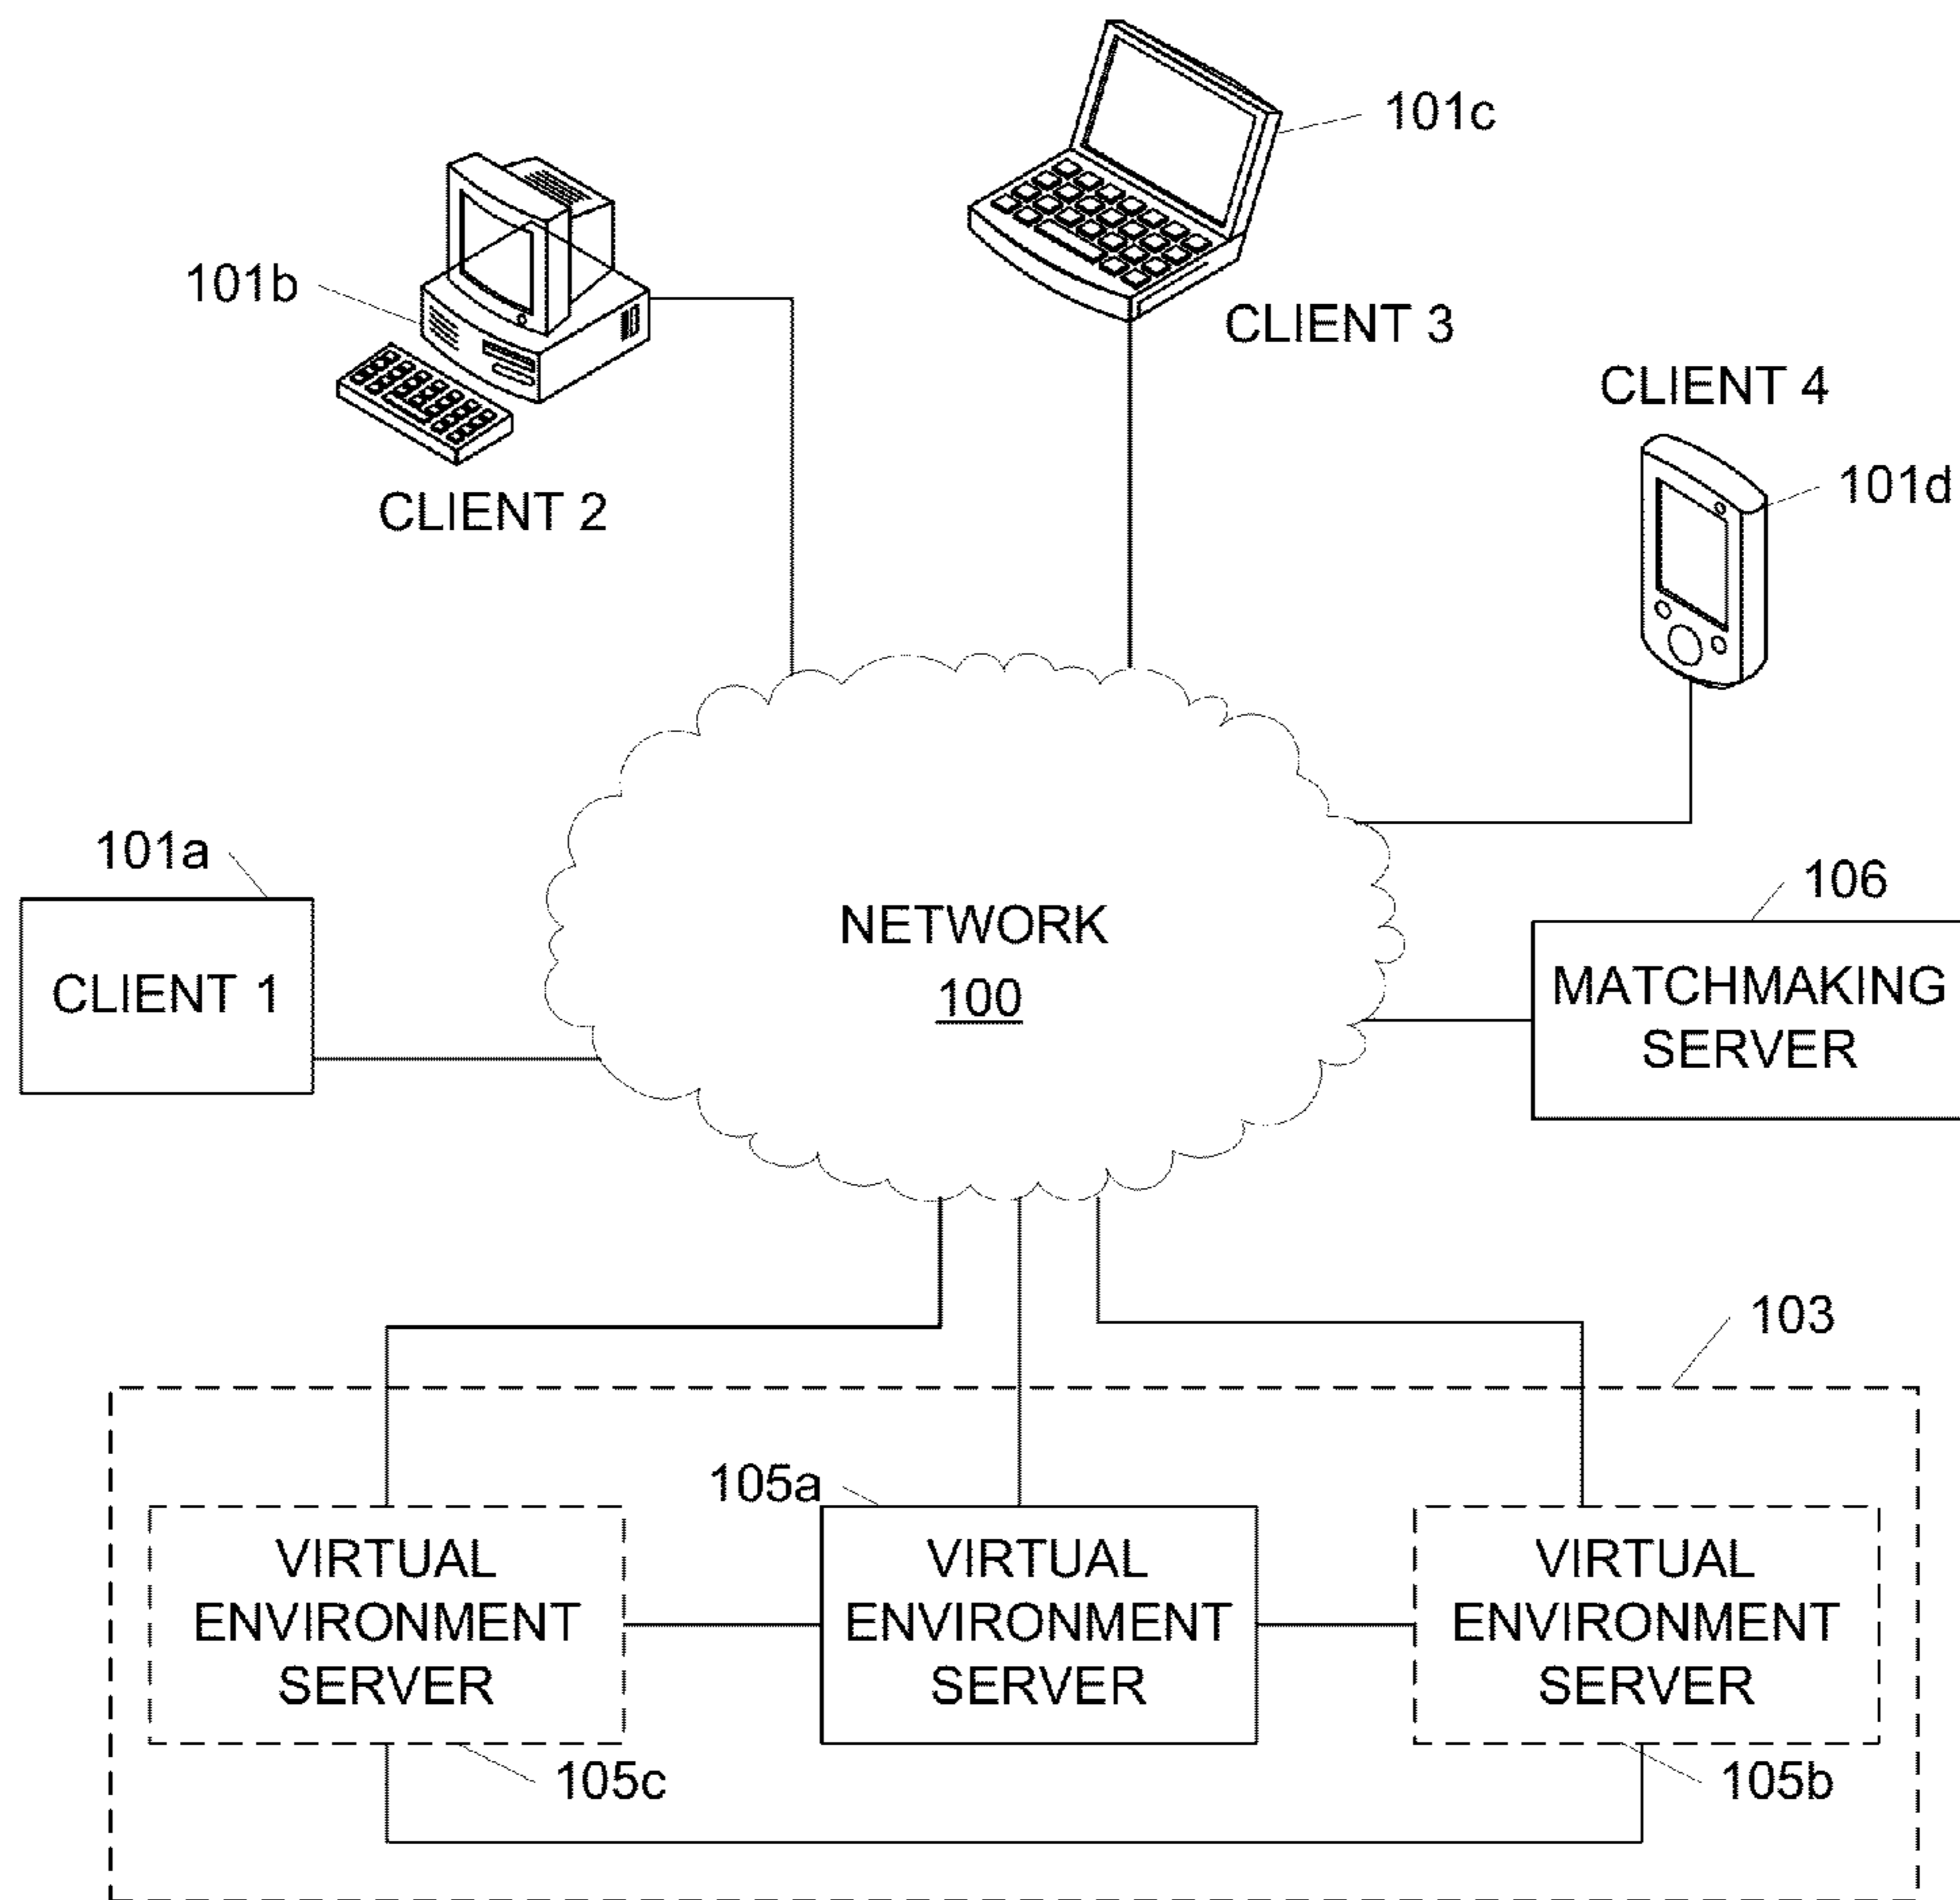 101c
101b
CLIENT 3
CLIENT 4
101d
CLIENT 2
101a
106
NETWORK
100
CLIENT 1
MATCHMAKING
SERVER
103
105a
VIRTUAL
ENVIRONMENT
SERVER
VIRTUAL
ENVIRONMENT
SERVER
VIRTUAL
ENVIRONMENT
SERVER
105c
105b